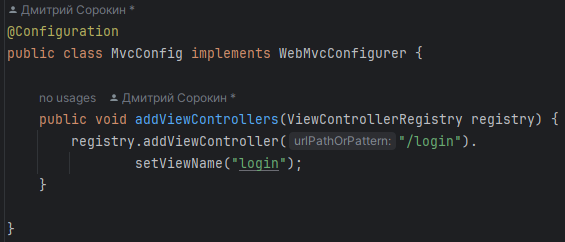 Дмитрий Сорокин *
@Configuration
public class MvcConfig implements WebMvcConfigurer {
no usages Дмитрий Сорокин *
public void addViewControllers(ViewControllerRegistry registry) {
registry.addViewController( urlPathOrPattern: "/login").
setViewName("login");
}
}